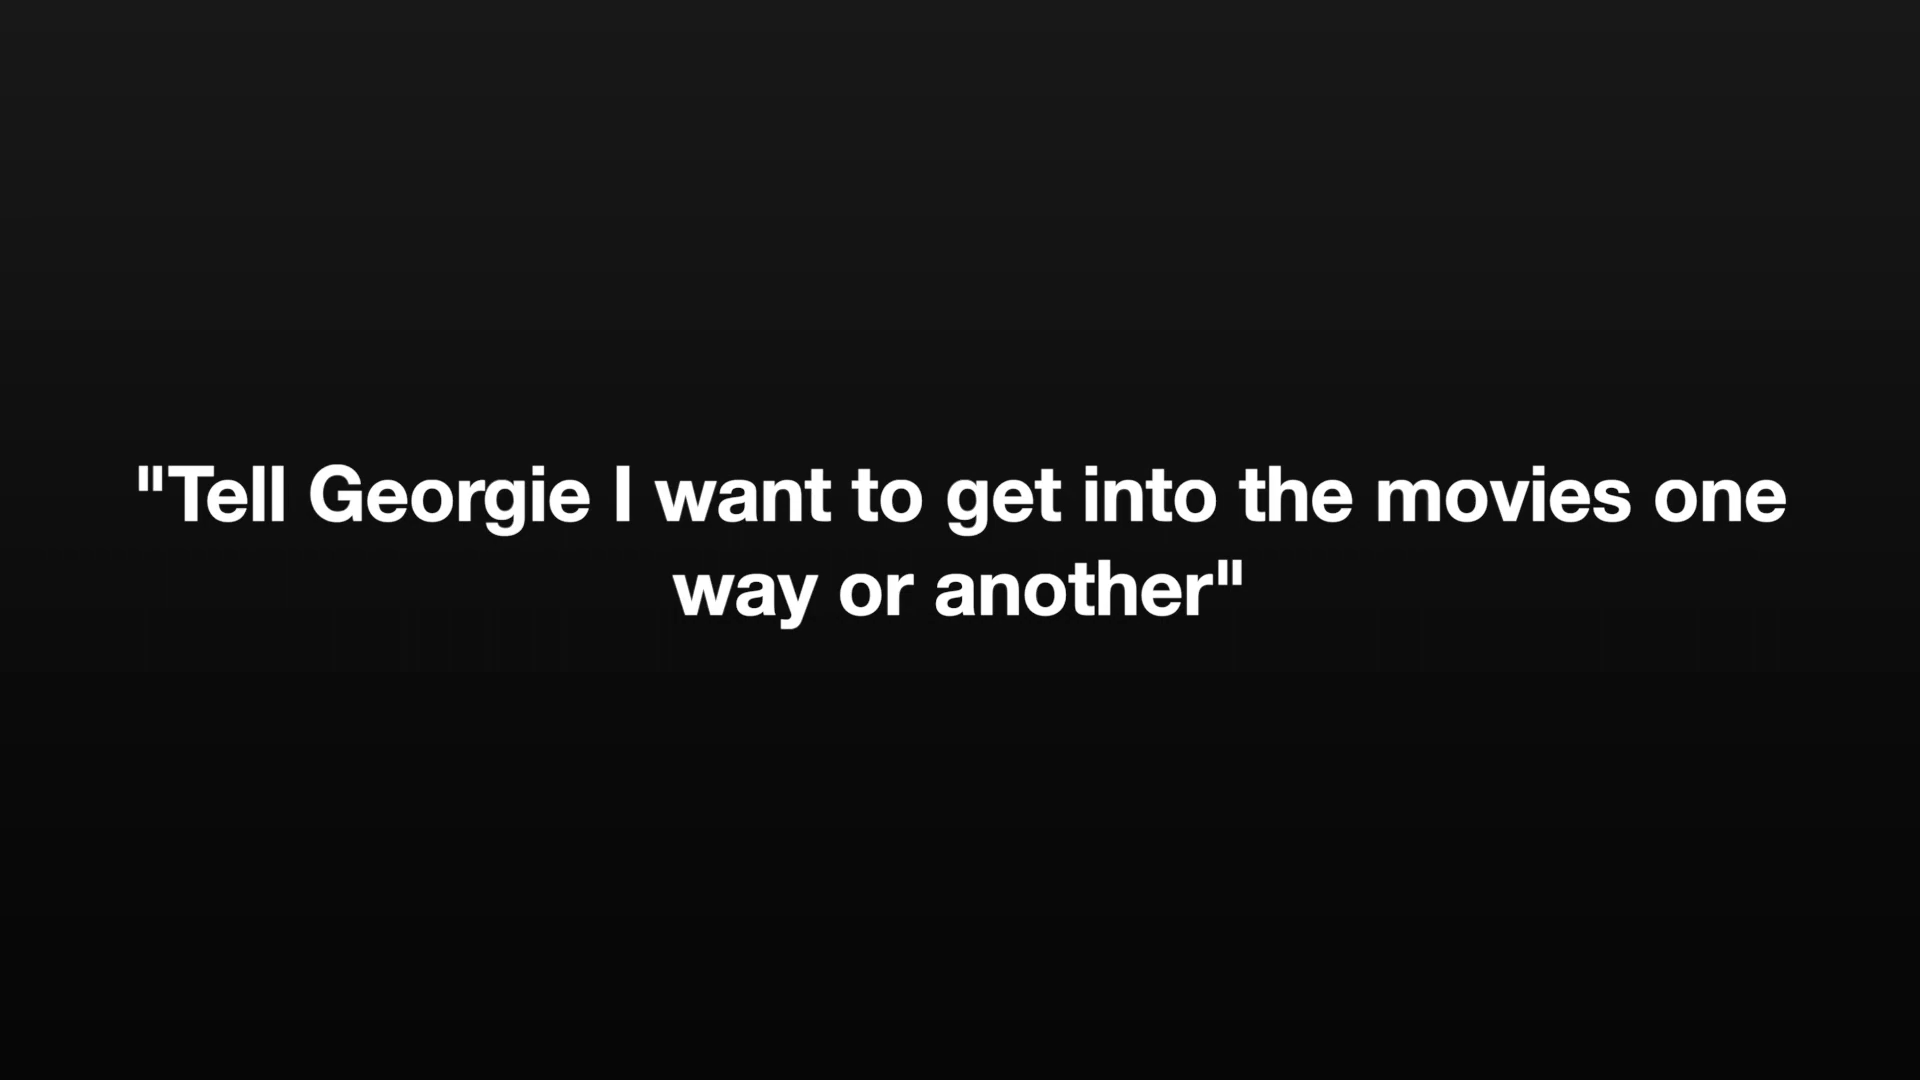 "Tell Georgie I want to get into the movies one
way or another"